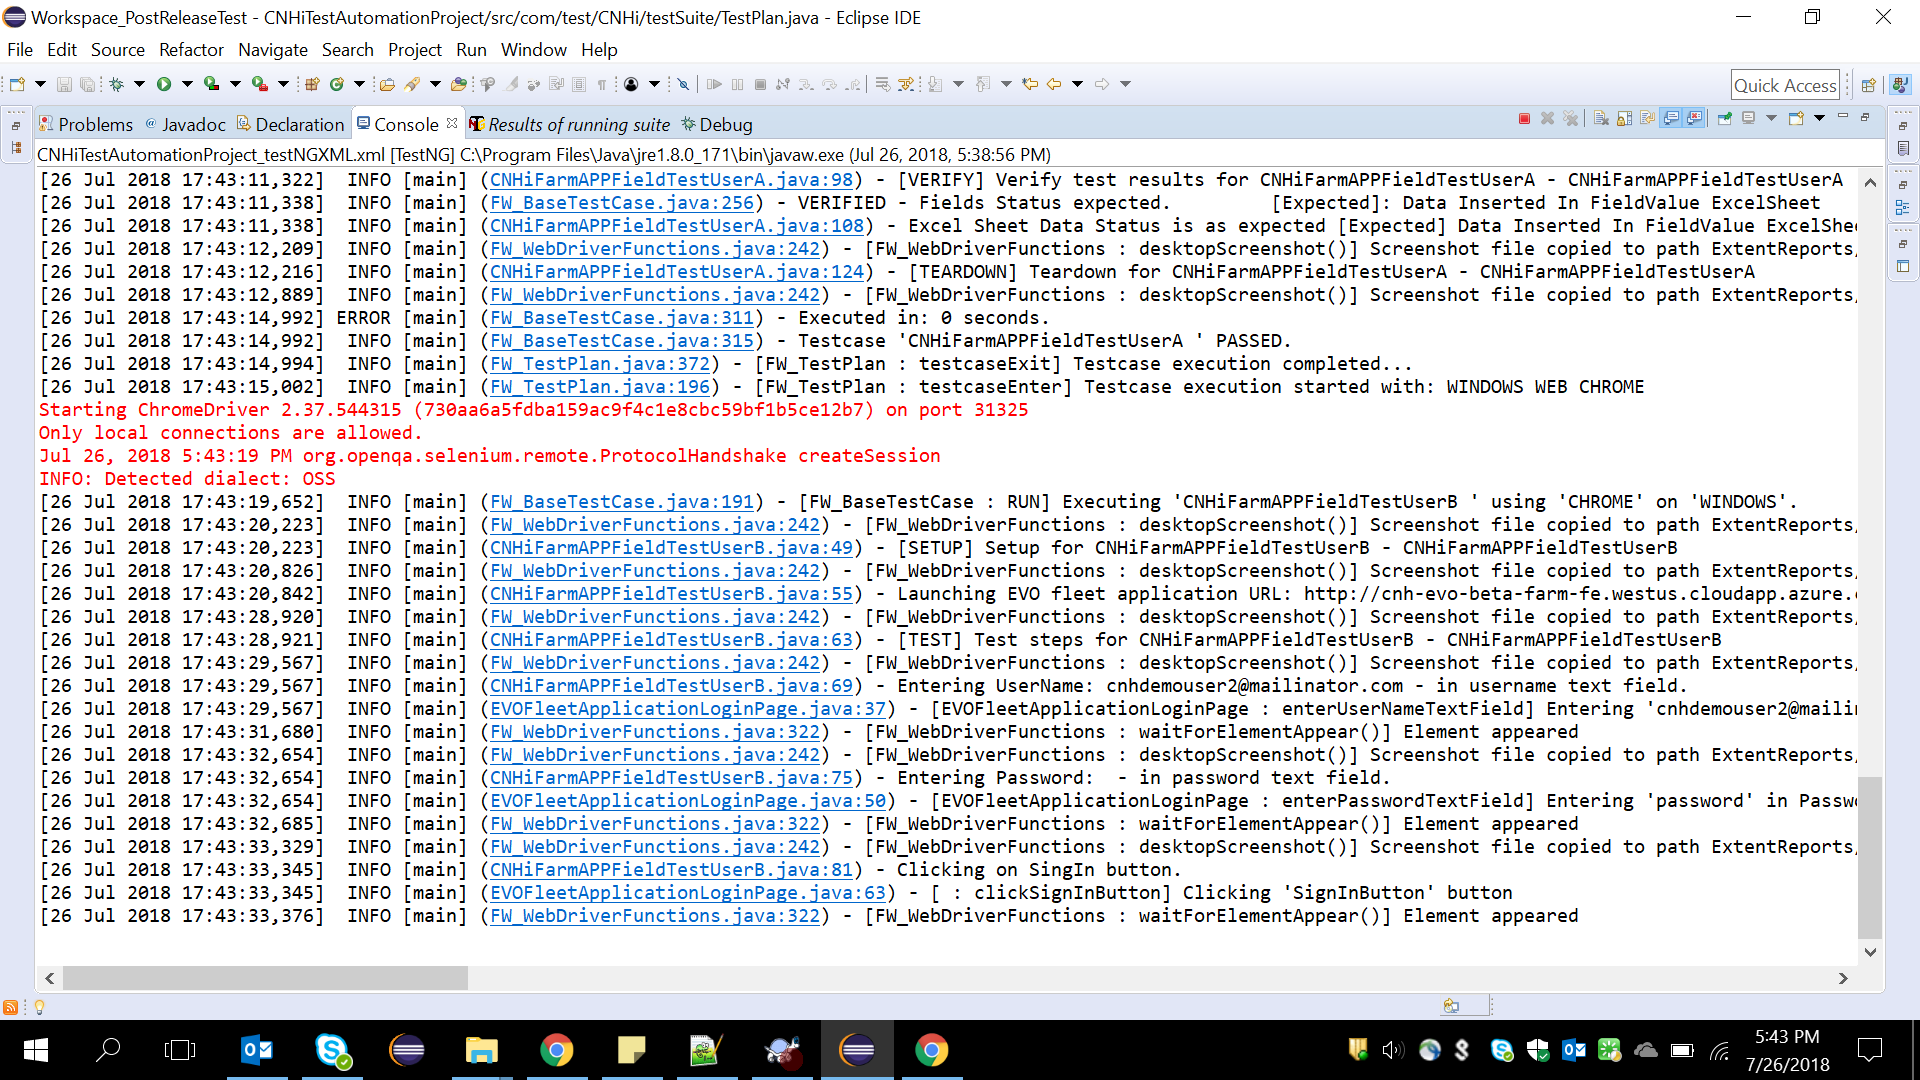 Workspace_PostReleaseTest - CNHiTestAutomationProject/src/com/test/CNHi/testSuite/TestPlan.java - Eclipse IDE
File Edit Source Refactor Navigate Search Project Run Window Help
Quick Access
Problems Javadoc Declaration Console Results of running suite Debug
CNHiTestAutomationProject_testNGXML.xml [TestNG] C:\Program Files\Java\jre1.8.0_171\bin\javaw.exe (Jul 26, 2018, 5:38:56 PM)
[26 Jul 2018 17:43:11,322]  INFO [main] (CNHiFarmAPPFieldTestUserA.java:98) - [VERIFY] Verify test results for CNHiFarmAPPFieldTestUserA - CNHiFarmAPPFieldTestUserA
[26 Jul 2018 17:43:11,338]  INFO [main] (FW_BaseTestCase.java:256) - VERIFIED - Fields Status expected.         [Expected]: Data Inserted In FieldValue ExcelSheet
[26 Jul 2018 17:43:11,338]  INFO [main] (CNHiFarmAPPFieldTestUserA.java:108) - Excel Sheet Data Status is as expected [Expected] Data Inserted In FieldValue ExcelShe
[26 Jul 2018 17:43:12,209]  INFO [main] (FW_WebDriverFunctions.java:242) - [FW_WebDriverFunctions : desktopScreenshot()] Screenshot file copied to path ExtentReports/
[26 Jul 2018 17:43:12,216]  INFO [main] (CNHiFarmAPPFieldTestUserA.java:124) - [TEARDOWN] Teardown for CNHiFarmAPPFieldTestUserA - CNHiFarmAPPFieldTestUserA
[26 Jul 2018 17:43:12,889]  INFO [main] (FW_WebDriverFunctions.java:242) - [FW_WebDriverFunctions : desktopScreenshot()] Screenshot file copied to path ExtentReports/
[26 Jul 2018 17:43:14,992] ERROR [main] (FW_BaseTestCase.java:311) - Executed in: 0 seconds.
[26 Jul 2018 17:43:14,992]  INFO [main] (FW_BaseTestCase.java:315) - Testcase 'CNHiFarmAPPFieldTestUserA ' PASSED.
[26 Jul 2018 17:43:14,994]  INFO [main] (FW_TestPlan.java:372) - [FW_TestPlan : testcaseExit] Testcase execution completed...
[26 Jul 2018 17:43:15,002]  INFO [main] (FW_TestPlan.java:196) - [FW_TestPlan : testcaseEnter] Testcase execution started with: WINDOWS WEB CHROME
Starting ChromeDriver 2.37.544315 (730aa6a5fdba159ac9f4c1e8cbc59bf1b5ce12b7) on port 31325
Only local connections are allowed.
Jul 26, 2018 5:43:19 PM org.openqa.selenium.remote.ProtocolHandshake createSession
INFO: Detected dialect: OSS
[26 Jul 2018 17:43:19,652]  INFO [main] (FW_BaseTestCase.java:191) - [FW_BaseTestCase : RUN] Executing 'CNHiFarmAPPFieldTestUserB ' using 'CHROME' on 'WINDOWS'.
[26 Jul 2018 17:43:20,223]  INFO [main] (FW_WebDriverFunctions.java:242) - [FW_WebDriverFunctions : desktopScreenshot()] Screenshot file copied to path ExtentReports/
[26 Jul 2018 17:43:20,223]  INFO [main] (CNHiFarmAPPFieldTestUserB.java:49) - [SETUP] Setup for CNHiFarmAPPFieldTestUserB - CNHiFarmAPPFieldTestUserB
[26 Jul 2018 17:43:20,826]  INFO [main] (FW_WebDriverFunctions.java:242) - [FW_WebDriverFunctions : desktopScreenshot()] Screenshot file copied to path ExtentReports/
[26 Jul 2018 17:43:20,842]  INFO [main] (CNHiFarmAPPFieldTestUserB.java:55) - Launching EVO fleet application URL: http://cnh-evo-beta-farm-fe.westus.cloudapp.azure.
[26 Jul 2018 17:43:28,920]  INFO [main] (FW_WebDriverFunctions.java:242) - [FW_WebDriverFunctions : desktopScreenshot()] Screenshot file copied to path ExtentReports/
[26 Jul 2018 17:43:28,921]  INFO [main] (CNHiFarmAPPFieldTestUserB.java:63) - [TEST] Test steps for CNHiFarmAPPFieldTestUserB - CNHiFarmAPPFieldTestUserB
[26 Jul 2018 17:43:29,567]  INFO [main] (FW_WebDriverFunctions.java:242) - [FW_WebDriverFunctions : desktopScreenshot()] Screenshot file copied to path ExtentReports/
[26 Jul 2018 17:43:29,567]  INFO [main] (CNHiFarmAPPFieldTestUserB.java:69) - Entering UserName: cnhdemouser2@mailinator.com - in username text field.
[26 Jul 2018 17:43:29,567]  INFO [main] (EVOFleetApplicationLoginPage.java:37) - [EVOFleetApplicationLoginPage : enterUserNameTextField] Entering 'cnhdemouser2@mailin
[26 Jul 2018 17:43:31,680]  INFO [main] (FW_WebDriverFunctions.java:322) - [FW_WebDriverFunctions : waitForElementAppear()] Element appeared
[26 Jul 2018 17:43:32,654]  INFO [main] (FW_WebDriverFunctions.java:242) - [FW_WebDriverFunctions : desktopScreenshot()] Screenshot file copied to path ExtentReports/
[26 Jul 2018 17:43:32,654]  INFO [main] (CNHiFarmAPPFieldTestUserB.java:75) - Entering Password:  - in password text field.
[26 Jul 2018 17:43:32,654]  INFO [main] (EVOFleetApplicationLoginPage.java:50) - [EVOFleetApplicationLoginPage : enterPasswordTextField] Entering 'password' in Passwo
[26 Jul 2018 17:43:32,685]  INFO [main] (FW_WebDriverFunctions.java:322) - [FW_WebDriverFunctions : waitForElementAppear()] Element appeared
[26 Jul 2018 17:43:33,329]  INFO [main] (FW_WebDriverFunctions.java:242) - [FW_WebDriverFunctions : desktopScreenshot()] Screenshot file copied to path ExtentReports/
[26 Jul 2018 17:43:33,345]  INFO [main] (CNHiFarmAPPFieldTestUserB.java:81) - Clicking on SingIn button.
[26 Jul 2018 17:43:33,345]  INFO [main] (EVOFleetApplicationLoginPage.java:63) - [ : clickSignInButton] Clicking 'SignInButton' button
[26 Jul 2018 17:43:33,376]  INFO [main] (FW_WebDriverFunctions.java:322) - [FW_WebDriverFunctions : waitForElementAppear()] Element appeared
5:43 PM
7/26/2018